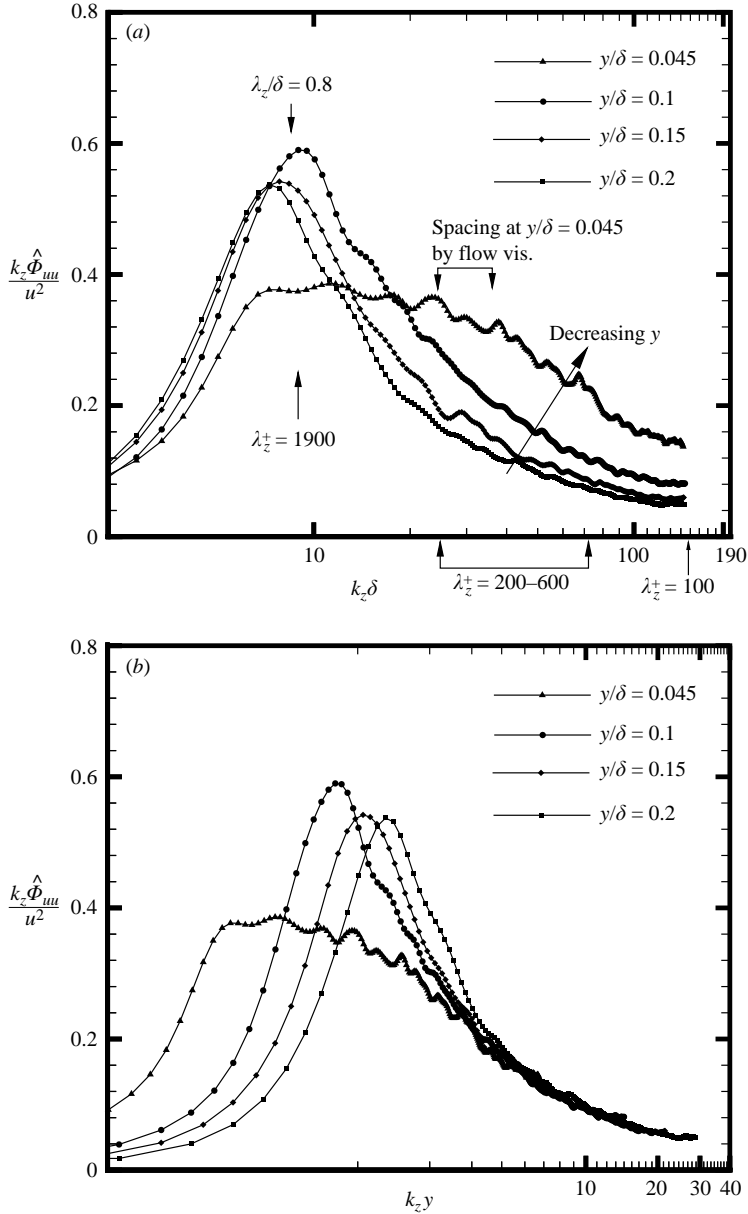 0.8
(a)
y/δ = 0.045
λz/δ = 0.8
y/δ = 0.1
y/δ = 0.15
0.6
y/δ = 0.2
Spacing at y/δ = 0.045
by flow vis.
kzΦ̂uu
u²
0.4
Decreasing y
0.2
λz⁺ = 1900
0
10
100
190
kzδ
λz⁺ = 200–600
λz⁺ = 100
0.8
(b)
y/δ = 0.045
y/δ = 0.1
y/δ = 0.15
0.6
y/δ = 0.2
kzΦ̂uu
u²
0.4
0.2
0
10
20
30
40
kzy